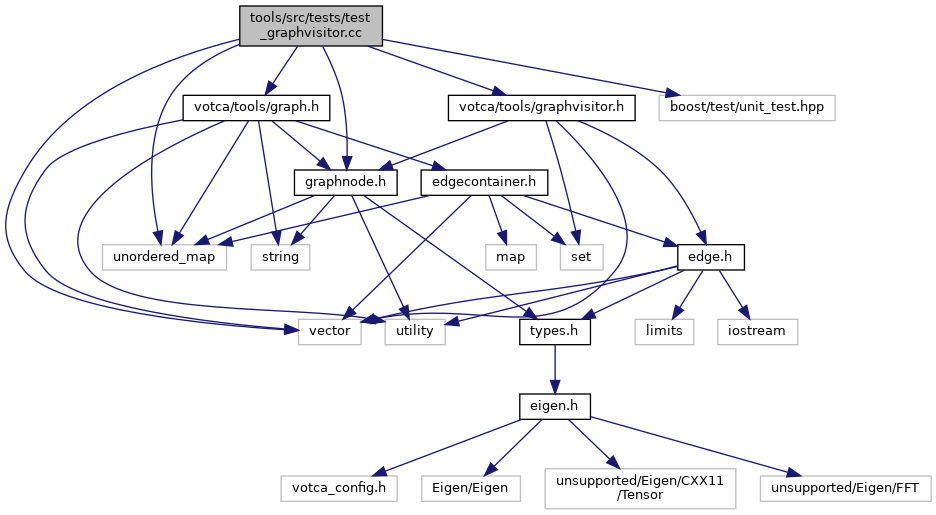 tools/src/tests/test
_graphvisitor.cc
votca/tools/graph.h
votca/tools/graphvisitor.h
boost/test/unit_test.hpp
graphnode.h
edgecontainer.h
unordered_map
string
map
set
edge.h
vector
utility
types.h
limits
iostream
eigen.h
votca_config.h
Eigen/Eigen
unsupported/Eigen/CXX11
/Tensor
unsupported/Eigen/FFT